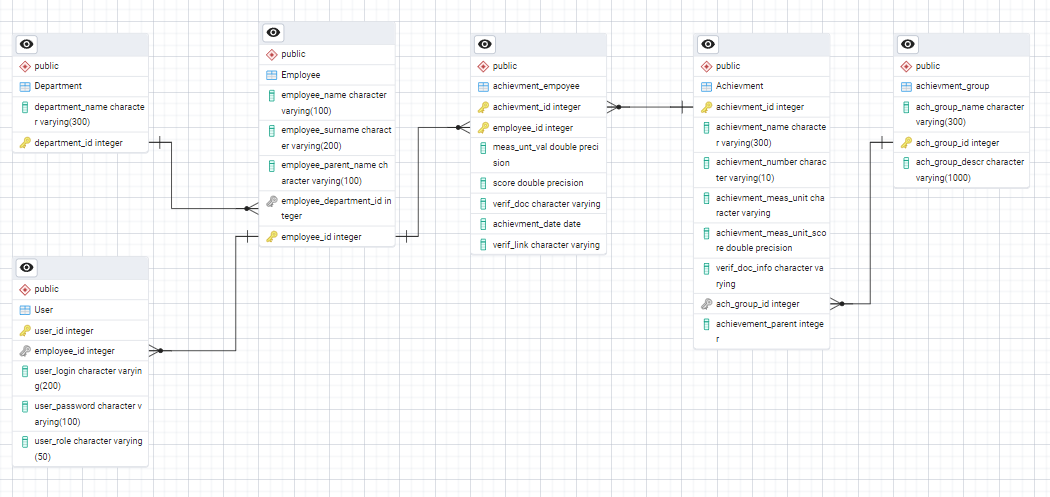 public
Department
department_name characte
r varying(300)
department_id integer
public
Employee
employee_name character
varying(100)
employee_surname charact
er varying(200)
employee_parent_name ch
aracter varying(100)
employee_department_id in
teger
employee_id integer
public
achievment_empoyee
achievment_id integer
employee_id integer
meas_unt_val double preci
sion
score double precision
verif_doc character varying
achievment_date date
verif_link character varying
public
Achievment
achievment_id integer
achievment_name characte
r varying(300)
achievment_number charac
ter varying(10)
achievment_meas_unit cha
racter varying
achievment_meas_unit_sco
re double precision
verif_doc_info character va
rying
ach_group_id integer
achievement_parent intege
r
public
achievment_group
ach_group_name character
varying(300)
ach_group_id integer
ach_group_descr character
varying(1000)
public
User
user_id integer
employee_id integer
user_login character varyin
g(200)
user_password character v
arying(100)
user_role character varying
(50)